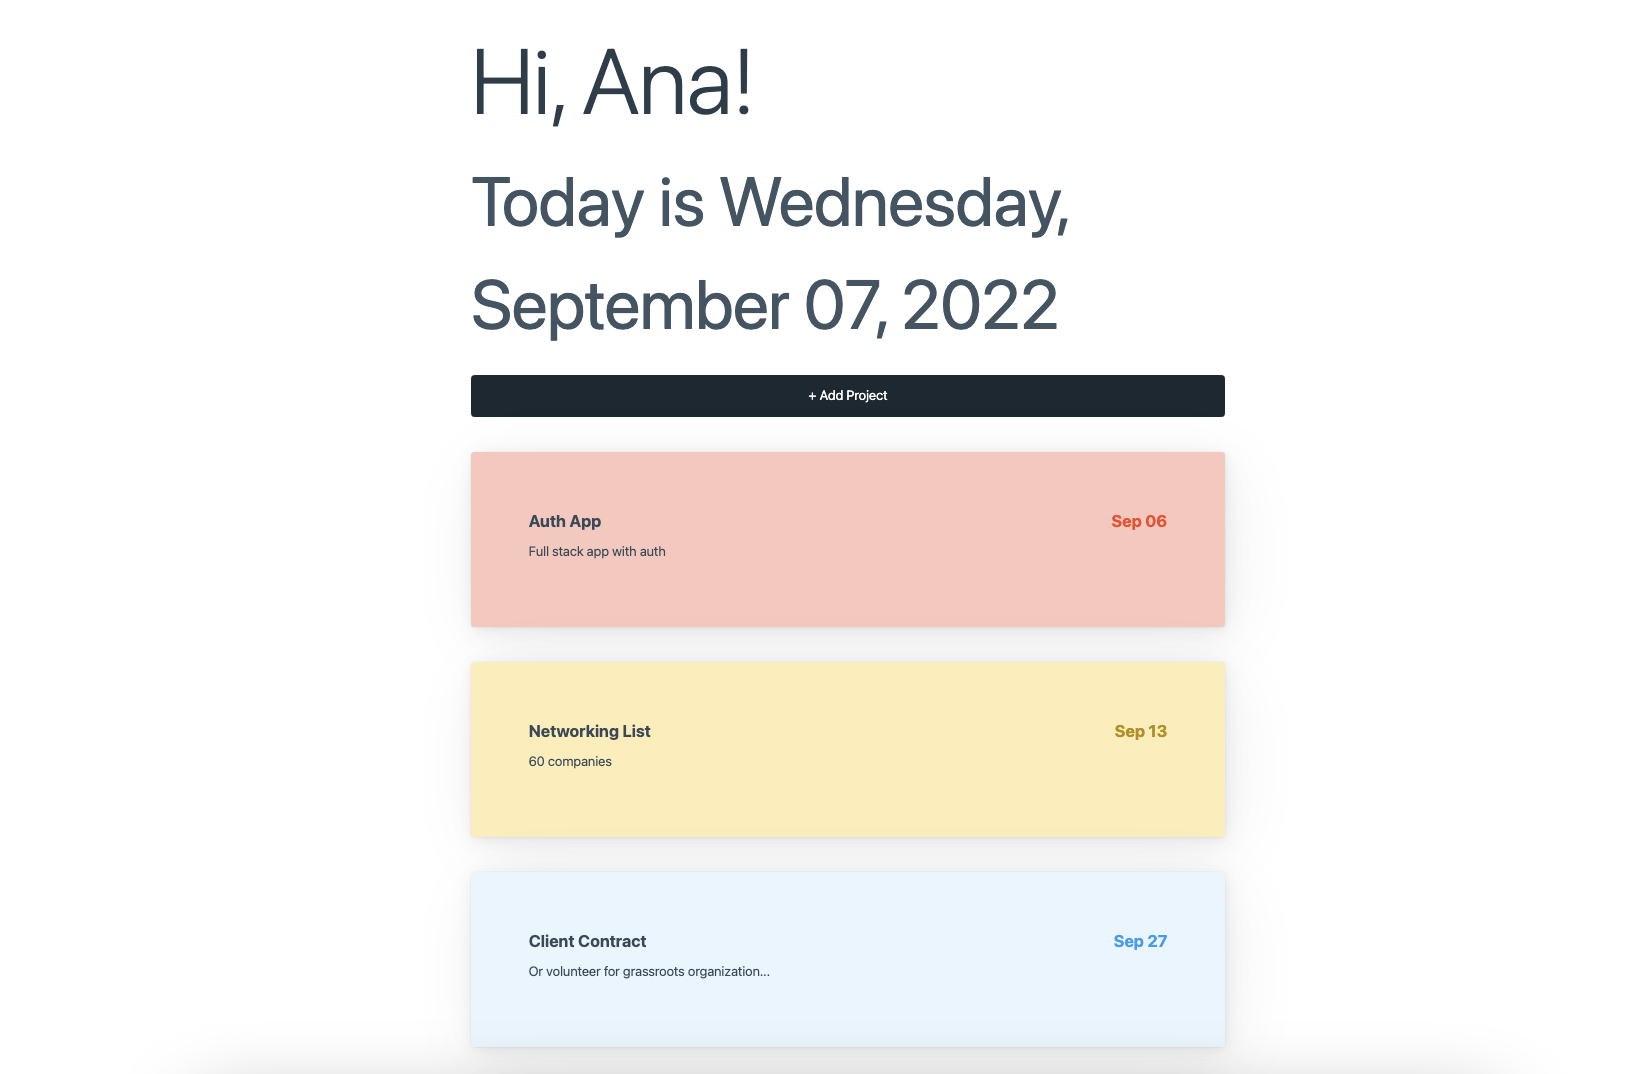 Hi, Ana!
Today is Wednesday,
September 07, 2022
+ Add Project
Auth App
Sep 06
Full stack app with auth
Networking List
Sep 13
60 companies
Client Contract
Sep 27
Or volunteer for grassroots organization...